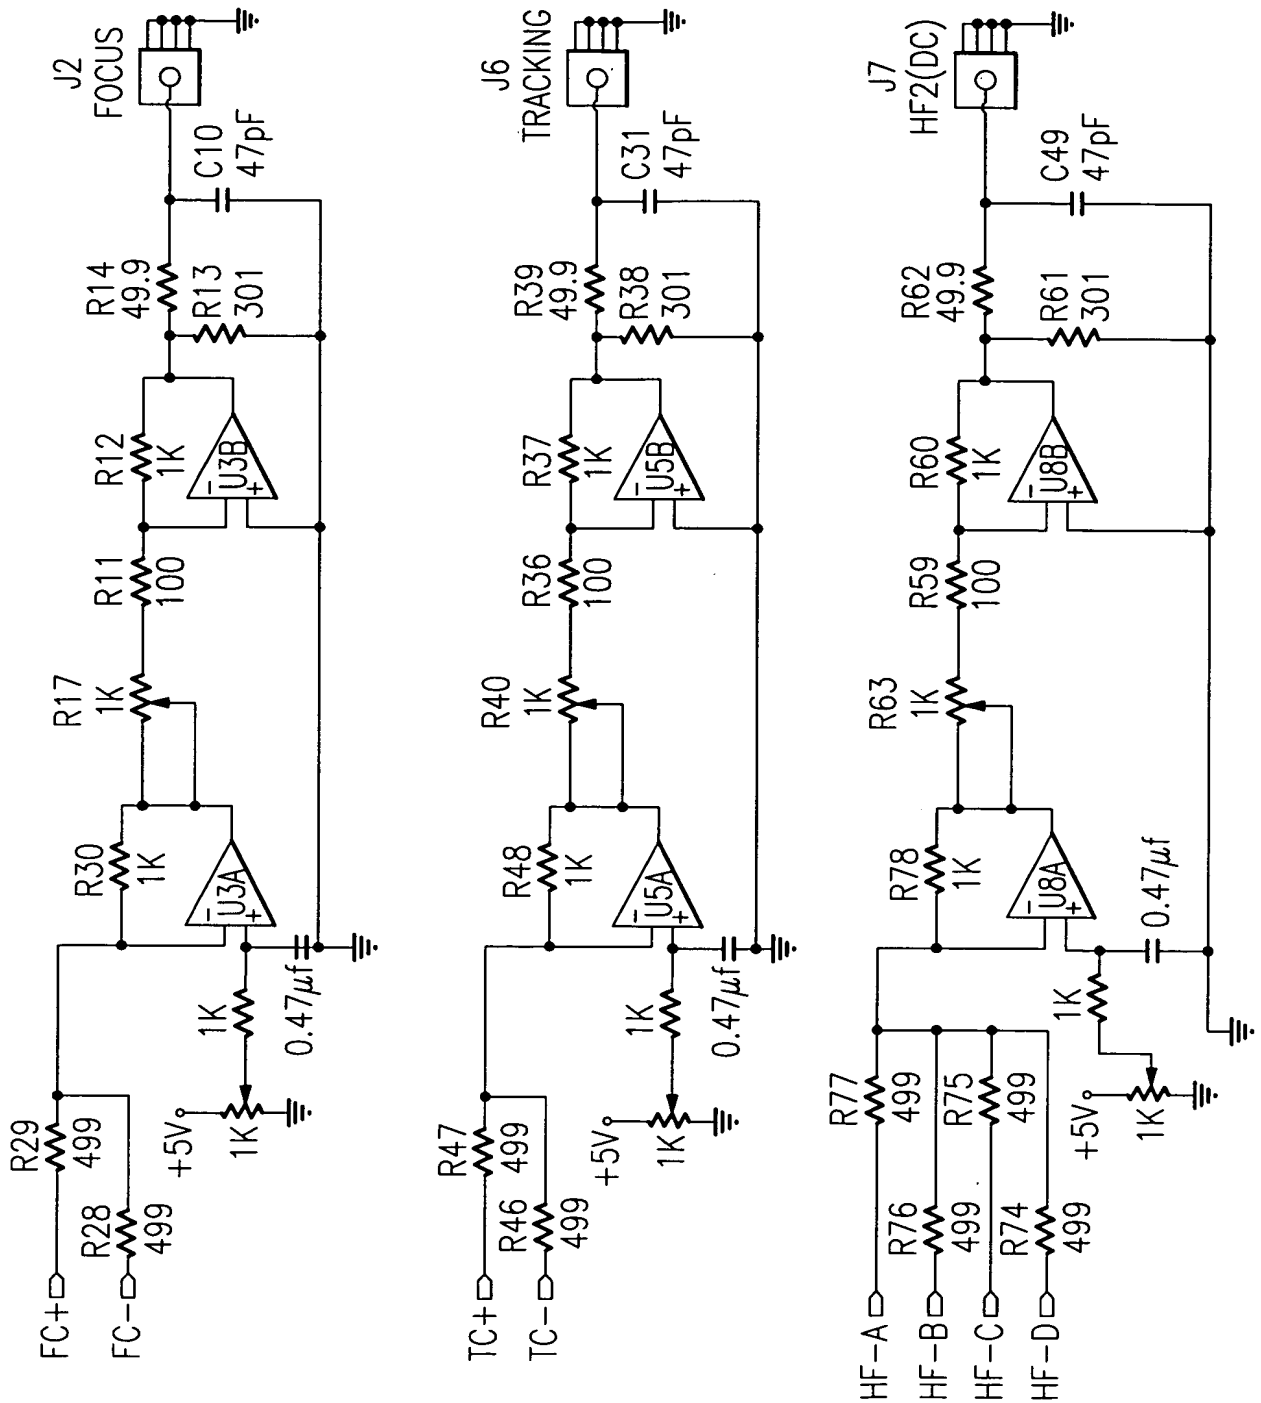 J2
FOCUS
C10
47pF
R14
49.9
R13
301
R12
1K
-
+
U3B
R11
100
R17
1K
R30
1K
-
+
U3A
0.47µf
1K
+5V
1K
R29
499
R28
499
FC+
FC-
J6
TRACKING
C31
47pF
R39
49.9
R38
301
R37
1K
-
+
U5B
R36
100
R40
1K
R48
1K
-
+
U5A
0.47µf
1K
+5V
1K
R47
499
R46
499
TC+
TC-
J7
HF2(DC)
C49
47pF
R62
49.9
R61
301
R60
1K
-
+
U8B
R59
100
R63
1K
R78
1K
-
+
U8A
0.47µf
1K
+5V
1K
R77
499
R76
499
R75
499
R74
499
HF-A
HF-B
HF-C
HF-D